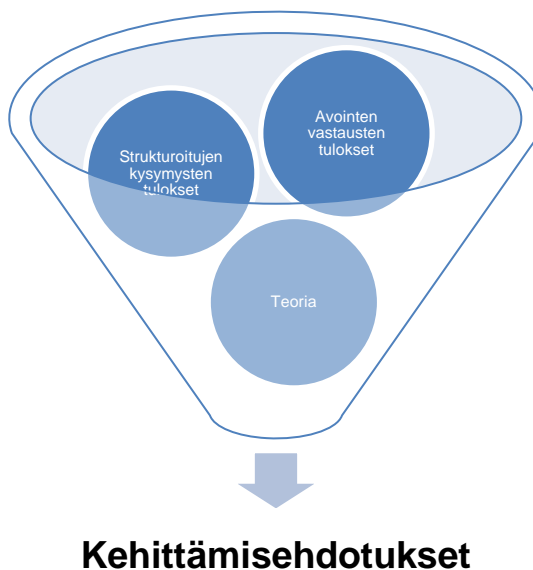 Avointen
vastausten
tulokset
Strukturoitujen
kysymysten
tulokset
Teoria
Kehittämisehdotukset